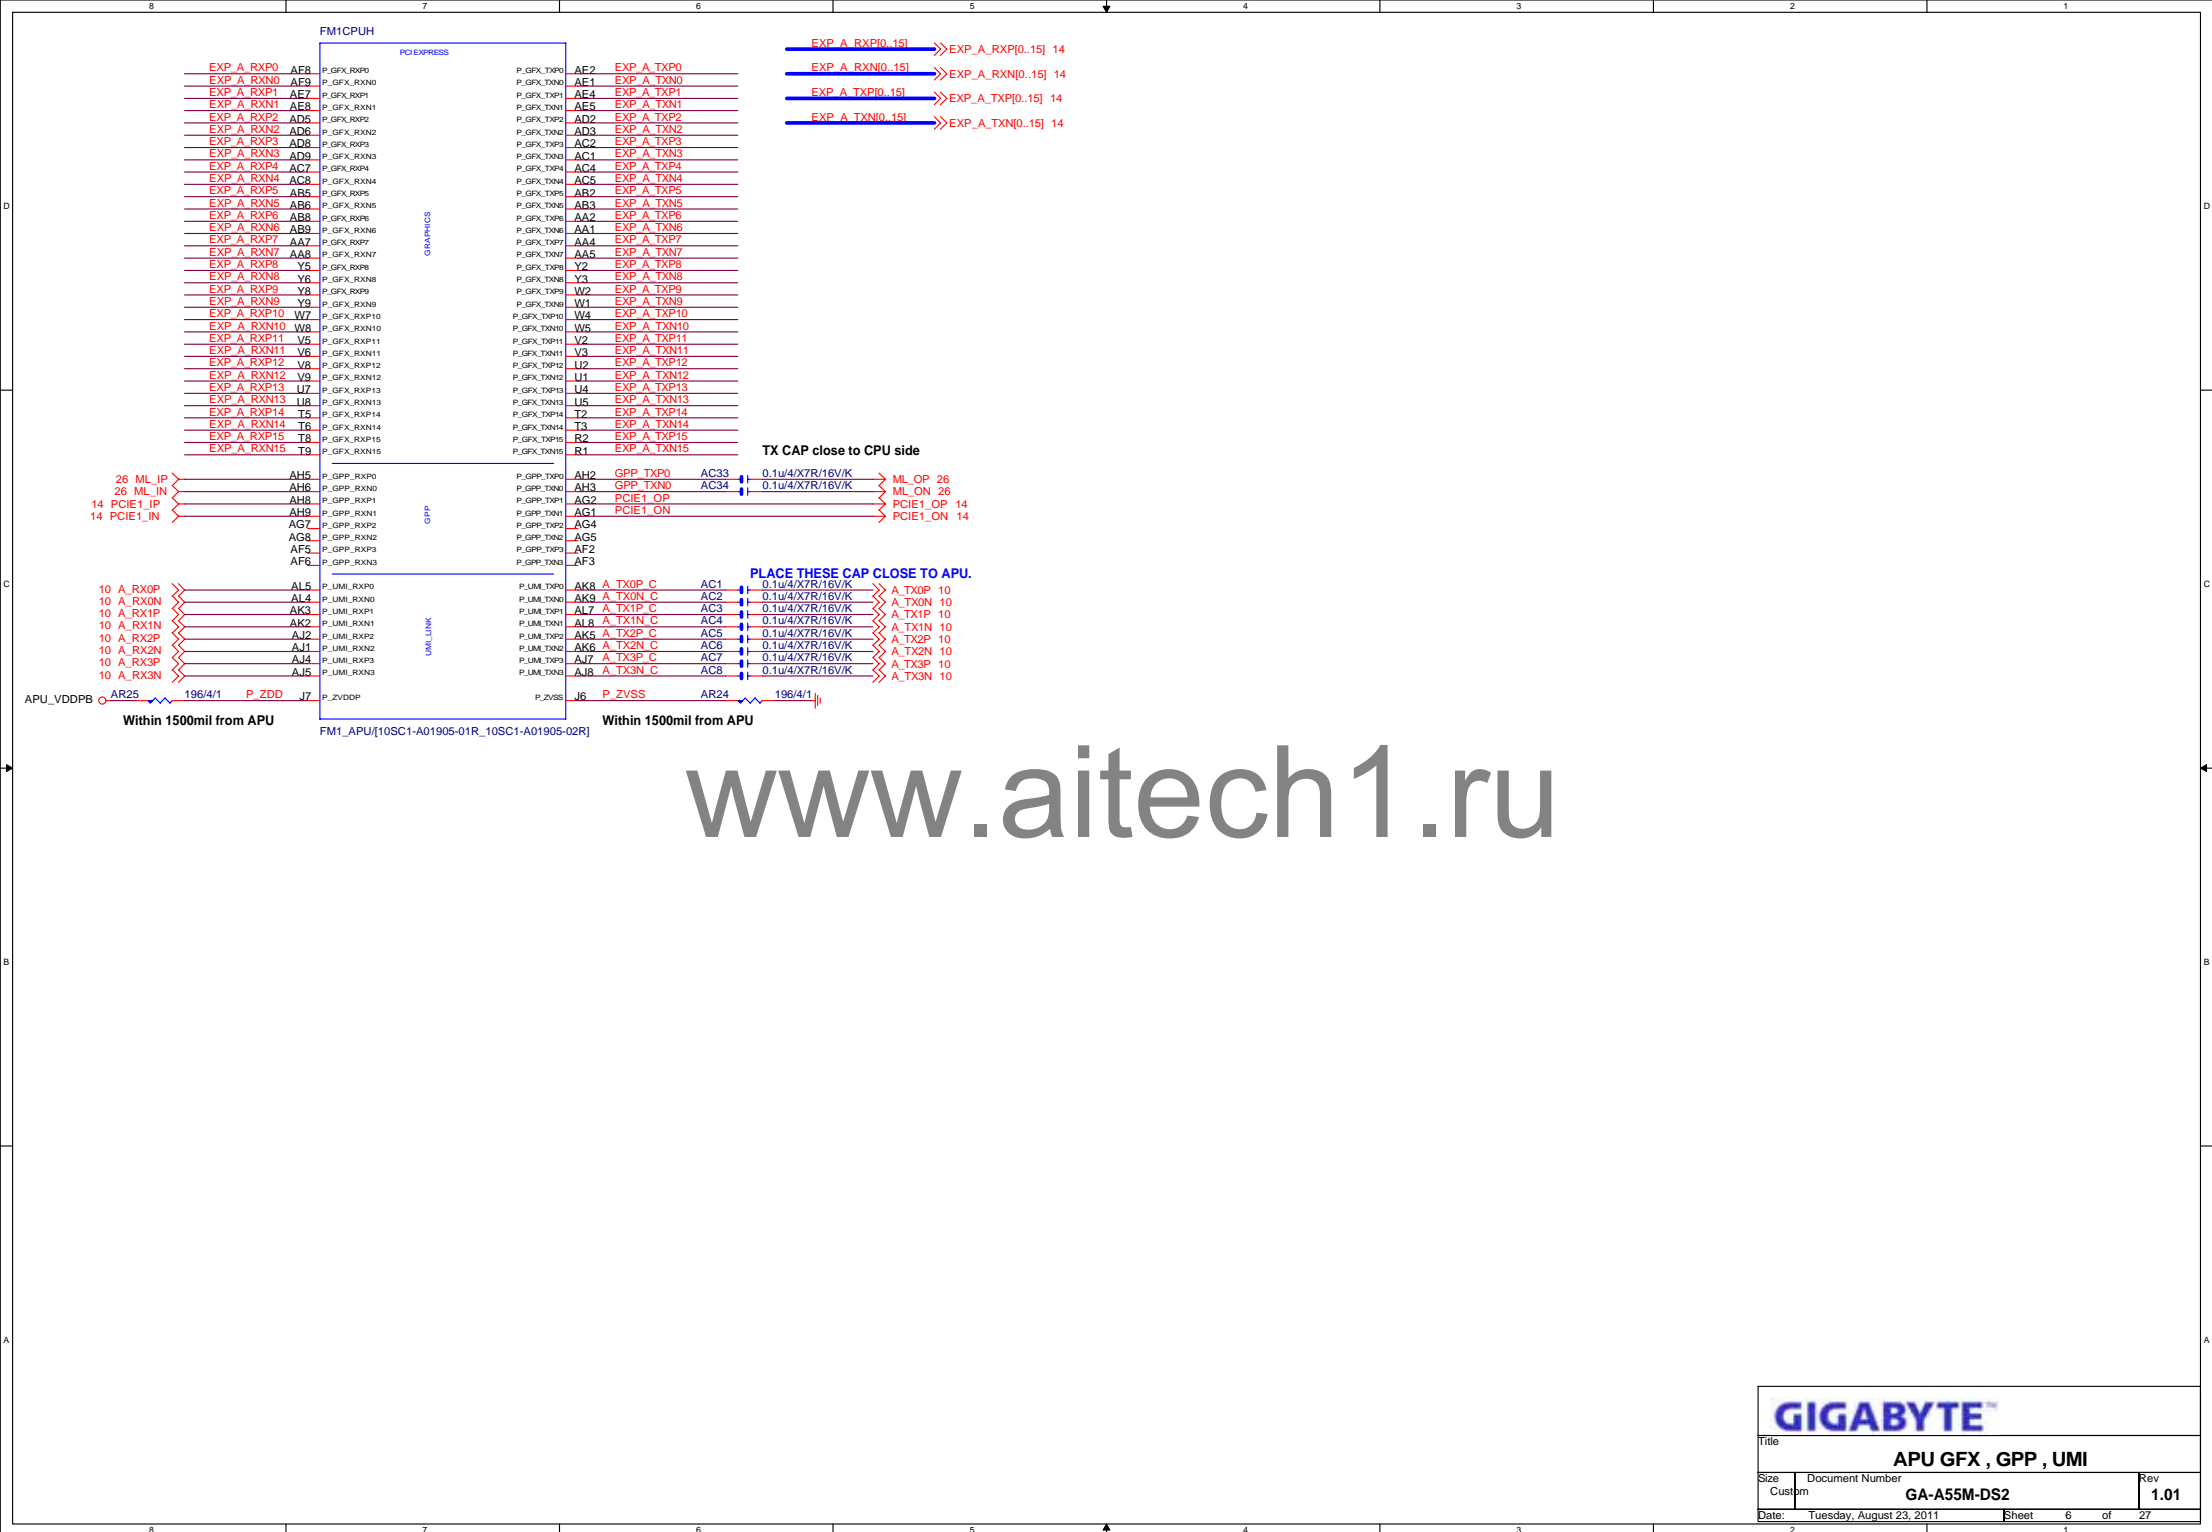 8 7 6 5 4 3 2 1
FM1CPUH
PCI EXPRESS
EXP_A_RXP[0..15] EXP_A_RXP[0..15] 14
EXP_A_RXN[0..15] EXP_A_RXN[0..15] 14
EXP_A_TXP[0..15] EXP_A_TXP[0..15] 14
EXP_A_TXN[0..15] EXP_A_TXN[0..15] 14
EXP_A_RXP0 AF8 P_GFX_RXP0 P_GFX_TXP0 AE2 EXP_A_TXP0
EXP_A_RXN0 AF9 P_GFX_RXN0 P_GFX_TXN0 AE1 EXP_A_TXN0
EXP_A_RXP1 AE7 P_GFX_RXP1 P_GFX_TXP1 AE4 EXP_A_TXP1
EXP_A_RXN1 AE8 P_GFX_RXN1 P_GFX_TXN1 AE5 EXP_A_TXN1
EXP_A_RXP2 AD5 P_GFX_RXP2 P_GFX_TXP2 AD2 EXP_A_TXP2
EXP_A_RXN2 AD6 P_GFX_RXN2 P_GFX_TXN2 AD3 EXP_A_TXN2
EXP_A_RXP3 AD8 P_GFX_RXP3 P_GFX_TXP3 AC2 EXP_A_TXP3
EXP_A_RXN3 AD9 P_GFX_RXN3 P_GFX_TXN3 AC1 EXP_A_TXN3
EXP_A_RXP4 AC7 P_GFX_RXP4 P_GFX_TXP4 AC4 EXP_A_TXP4
EXP_A_RXN4 AC8 P_GFX_RXN4 P_GFX_TXN4 AC5 EXP_A_TXN4
EXP_A_RXP5 AB5 P_GFX_RXP5 P_GFX_TXP5 AB2 EXP_A_TXP5
EXP_A_RXN5 AB6 P_GFX_RXN5 P_GFX_TXN5 AB3 EXP_A_TXN5
EXP_A_RXP6 AB8 P_GFX_RXP6 P_GFX_TXP6 AA2 EXP_A_TXP6
EXP_A_RXN6 AB9 P_GFX_RXN6 P_GFX_TXN6 AA1 EXP_A_TXN6
EXP_A_RXP7 AA7 P_GFX_RXP7 P_GFX_TXP7 AA4 EXP_A_TXP7
EXP_A_RXN7 AA8 P_GFX_RXN7 P_GFX_TXN7 AA5 EXP_A_TXN7
EXP_A_RXP8 Y5 P_GFX_RXP8 P_GFX_TXP8 Y2 EXP_A_TXP8
EXP_A_RXN8 Y6 P_GFX_RXN8 P_GFX_TXN8 Y3 EXP_A_TXN8
EXP_A_RXP9 Y8 P_GFX_RXP9 P_GFX_TXP9 W2 EXP_A_TXP9
EXP_A_RXN9 Y9 P_GFX_RXN9 P_GFX_TXN9 W1 EXP_A_TXN9
EXP_A_RXP10 W7 P_GFX_RXP10 P_GFX_TXP10 W4 EXP_A_TXP10
EXP_A_RXN10 W8 P_GFX_RXN10 P_GFX_TXN10 W5 EXP_A_TXN10
EXP_A_RXP11 V5 P_GFX_RXP11 P_GFX_TXP11 V2 EXP_A_TXP11
EXP_A_RXN11 V6 P_GFX_RXN11 P_GFX_TXN11 V3 EXP_A_TXN11
EXP_A_RXP12 V8 P_GFX_RXP12 P_GFX_TXP12 U2 EXP_A_TXP12
EXP_A_RXN12 V9 P_GFX_RXN12 P_GFX_TXN12 U1 EXP_A_TXN12
EXP_A_RXP13 U7 P_GFX_RXP13 P_GFX_TXP13 U4 EXP_A_TXP13
EXP_A_RXN13 U8 P_GFX_RXN13 P_GFX_TXN13 U5 EXP_A_TXN13
EXP_A_RXP14 T5 P_GFX_RXP14 P_GFX_TXP14 T2 EXP_A_TXP14
EXP_A_RXN14 T6 P_GFX_RXN14 P_GFX_TXN14 T3 EXP_A_TXN14
EXP_A_RXP15 T8 P_GFX_RXP15 P_GFX_TXP15 R2 EXP_A_TXP15
EXP_A_RXN15 T9 P_GFX_RXN15 P_GFX_TXN15 R1 EXP_A_TXN15
GRAPHICS
TX CAP close to CPU side
26 ML_IP AH5 P_GPP_RXP0 P_GPP_TXP0 AH2 GPP_TXP0 AC33 0.1u/4/X7R/16V/K ML_OP 26
26 ML_IN AH6 P_GPP_RXN0 P_GPP_TXN0 AH3 GPP_TXN0 AC34 0.1u/4/X7R/16V/K ML_ON 26
14 PCIE1_IP AH8 P_GPP_RXP1 P_GPP_TXP1 AG2 PCIE1_OP PCIE1_OP 14
14 PCIE1_IN AH9 P_GPP_RXN1 P_GPP_TXN1 AG1 PCIE1_ON PCIE1_ON 14
AG7 P_GPP_RXP2 P_GPP_TXP2 AG4
AG8 P_GPP_RXN2 P_GPP_TXN2 AG5
AF5 P_GPP_RXP3 P_GPP_TXP3 AF2
AF6 P_GPP_RXN3 P_GPP_TXN3 AF3
GPP
PLACE THESE CAP CLOSE TO APU.
10 A_RX0P AL5 P_UMI_RXP0 P_UMI_TXP0 AK8 A_TX0P_C AC1 0.1u/4/X7R/16V/K A_TX0P 10
10 A_RX0N AL4 P_UMI_RXN0 P_UMI_TXN0 AK9 A_TX0N_C AC2 0.1u/4/X7R/16V/K A_TX0N 10
10 A_RX1P AK3 P_UMI_RXP1 P_UMI_TXP1 AL7 A_TX1P_C AC3 0.1u/4/X7R/16V/K A_TX1P 10
10 A_RX1N AK2 P_UMI_RXN1 P_UMI_TXN1 AL8 A_TX1N_C AC4 0.1u/4/X7R/16V/K A_TX1N 10
10 A_RX2P AJ2 P_UMI_RXP2 P_UMI_TXP2 AK5 A_TX2P_C AC5 0.1u/4/X7R/16V/K A_TX2P 10
10 A_RX2N AJ1 P_UMI_RXN2 P_UMI_TXN2 AK6 A_TX2N_C AC6 0.1u/4/X7R/16V/K A_TX2N 10
10 A_RX3P AJ4 P_UMI_RXP3 P_UMI_TXP3 AJ7 A_TX3P_C AC7 0.1u/4/X7R/16V/K A_TX3P 10
10 A_RX3N AJ5 P_UMI_RXN3 P_UMI_TXN3 AJ8 A_TX3N_C AC8 0.1u/4/X7R/16V/K A_TX3N 10
UMI_LINK
APU_VDDPB AR25 196/4/1 P_ZDD J7 P_ZVDDP P_ZVSS J6 P_ZVSS AR24 196/4/1
Within 1500mil from APU Within 1500mil from APU
FM1_APU/[10SC1-A01905-01R_10SC1-A01905-02R]
D D
C C
B B
A A
www.aitech1.ru
GIGABYTE™
Title
APU GFX , GPP , UMI
Size Document Number Rev
Custom GA-A55M-DS2 1.01
Date: Tuesday, August 23, 2011 Sheet 6 of 27
8 7 6 5 4 3 2 1